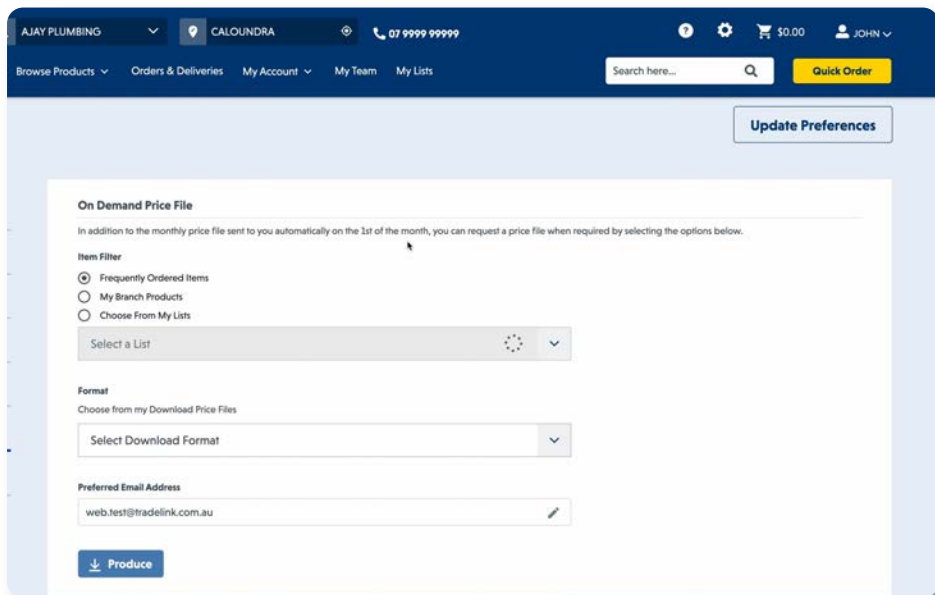 AJAY PLUMBING
CALOUNDRA
07 9999 99999
?
$0.00
JOHN
Browse Products
Orders & Deliveries
My Account
My Team
My Lists
Search here...
Quick Order
Update Preferences
On Demand Price File
In addition to the monthly price file sent to you automatically on the 1st of the month, you can request a price file when required by selecting the options below.
Item Filter
Frequently Ordered Items
My Branch Products
Choose From My Lists
Select a List
Format
Choose from my Download Price Files
Select Download Format
Preferred Email Address
web.test@tradelink.com.au
Produce